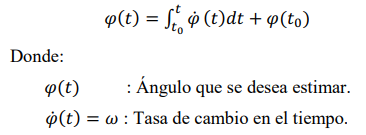 φ(t) = ∫_{t₀}^{t} φ̇ (t)dt + φ(t₀)
Donde:
φ(t) : Ángulo que se desea estimar.
φ̇(t) = ω : Tasa de cambio en el tiempo.